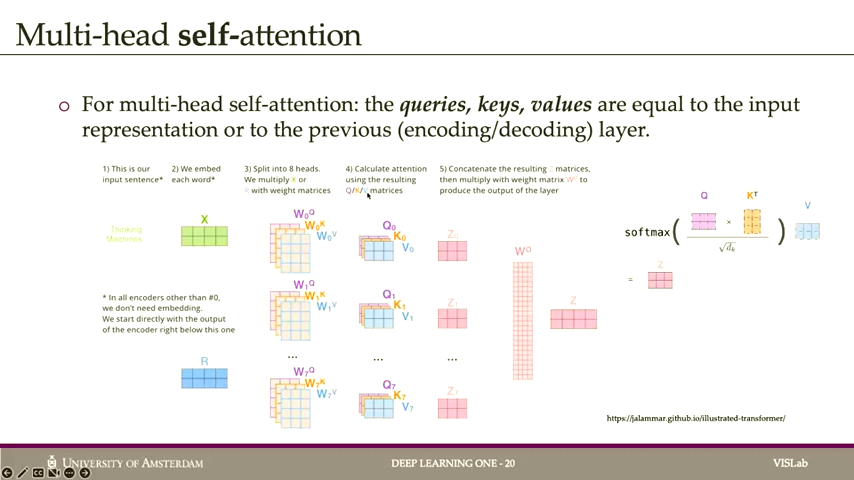 Multi-head self-attention
For multi-head self-attention: the queries, keys, values are equal to the input
representation or to the previous (encoding/decoding) layer.
1) This is our
input sentence*
2) We embed
each word*
3) Split into 8 heads.
We multiply X or
R with weight matrices
4) Calculate attention
using the resulting
Q/K/V matrices
5) Concatenate the resulting Z matrices,
then multiply with weight matrix W⁰ to
produce the output of the layer
Thinking
Machines
X
W₀Q
W₀K
W₀V
Q₀
K₀
V₀
Z₀
W₁Q
W₁K
W₁V
Q₁
K₁
V₁
Z₁
* In all encoders other than #0,
we don't need embedding.
We start directly with the output
of the encoder right below this one
R
...
...
...
W₇Q
W₇K
W₇V
Q₇
K₇
V₇
Z₇
WO
Z
Q
KT
V
softmax(
×
√dk
)
=
Z
https://jalammar.github.io/illustrated-transformer/
UNIVERSITY OF AMSTERDAM
DEEP LEARNING ONE - 20
VISLab
CC